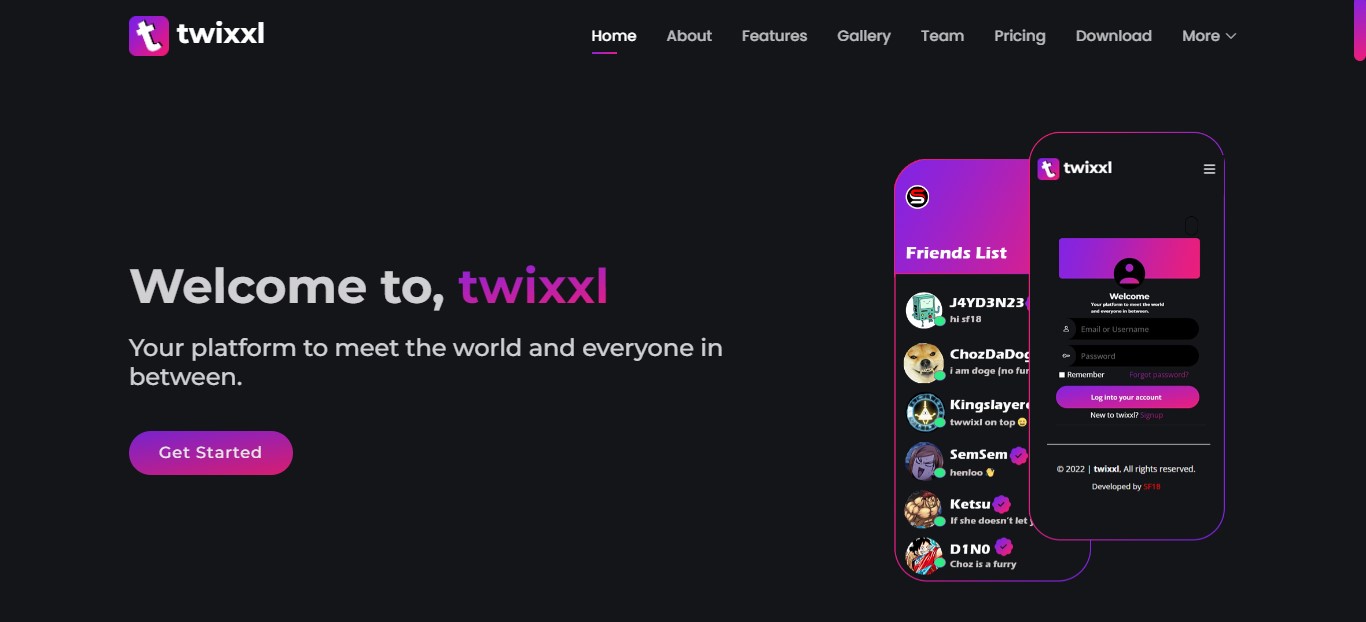 twixxl
Home About Features Gallery Team Pricing Download More
Welcome to, twixxl
Your platform to meet the world and everyone in
between.
Get Started
Friends List
J4YD3N23
hi sf18
ChozDaDog
i am doge (no fur
Kingslayer
twwixl on top
SemSem
henloo
Ketsu
If she doesn't let
D1N0
Choz is a furry
twixxl
Welcome
Your platform to meet the world
and everyone in between.
Email or Username
Password
Remember Forgot password?
Log into your account
New to twixxl? Signup
© 2022 | twixxl. All rights reserved.
Developed by SF18